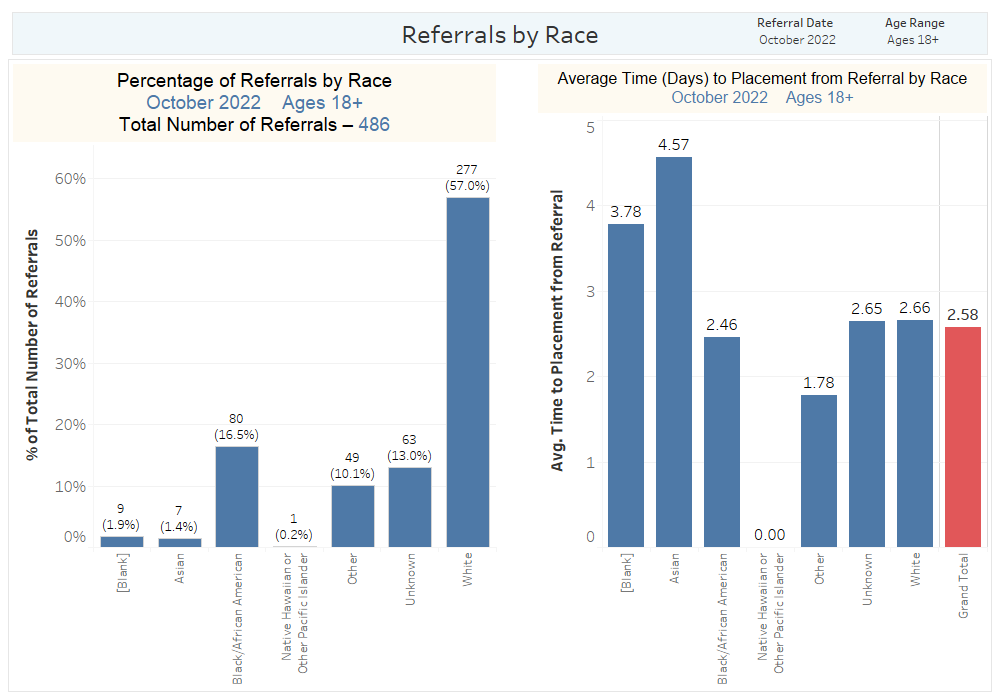 Referrals by Race
Referral Date
October 2022
Age Range
Ages 18+
Percentage of Referrals by Race
October 2022 Ages 18+
Total Number of Referrals – 486
% of Total Number of Referrals
60%
50%
40%
30%
20%
10%
0%
9
(1.9%)
7
(1.4%)
80
(16.5%)
1
(0.2%)
49
(10.1%)
63
(13.0%)
277
(57.0%)
[Blank]
Asian
Black/African American
Native Hawaiian or
Other Pacific Islander
Other
Unknown
White
Average Time (Days) to Placement from Referral by Race
October 2022 Ages 18+
Avg. Time to Placement from Referral
5
4
3
2
1
0
3.78
4.57
2.46
0.00
1.78
2.65
2.66
2.58
[Blank]
Asian
Black/African American
Native Hawaiian or
Other Pacific Islander
Other
Unknown
White
Grand Total